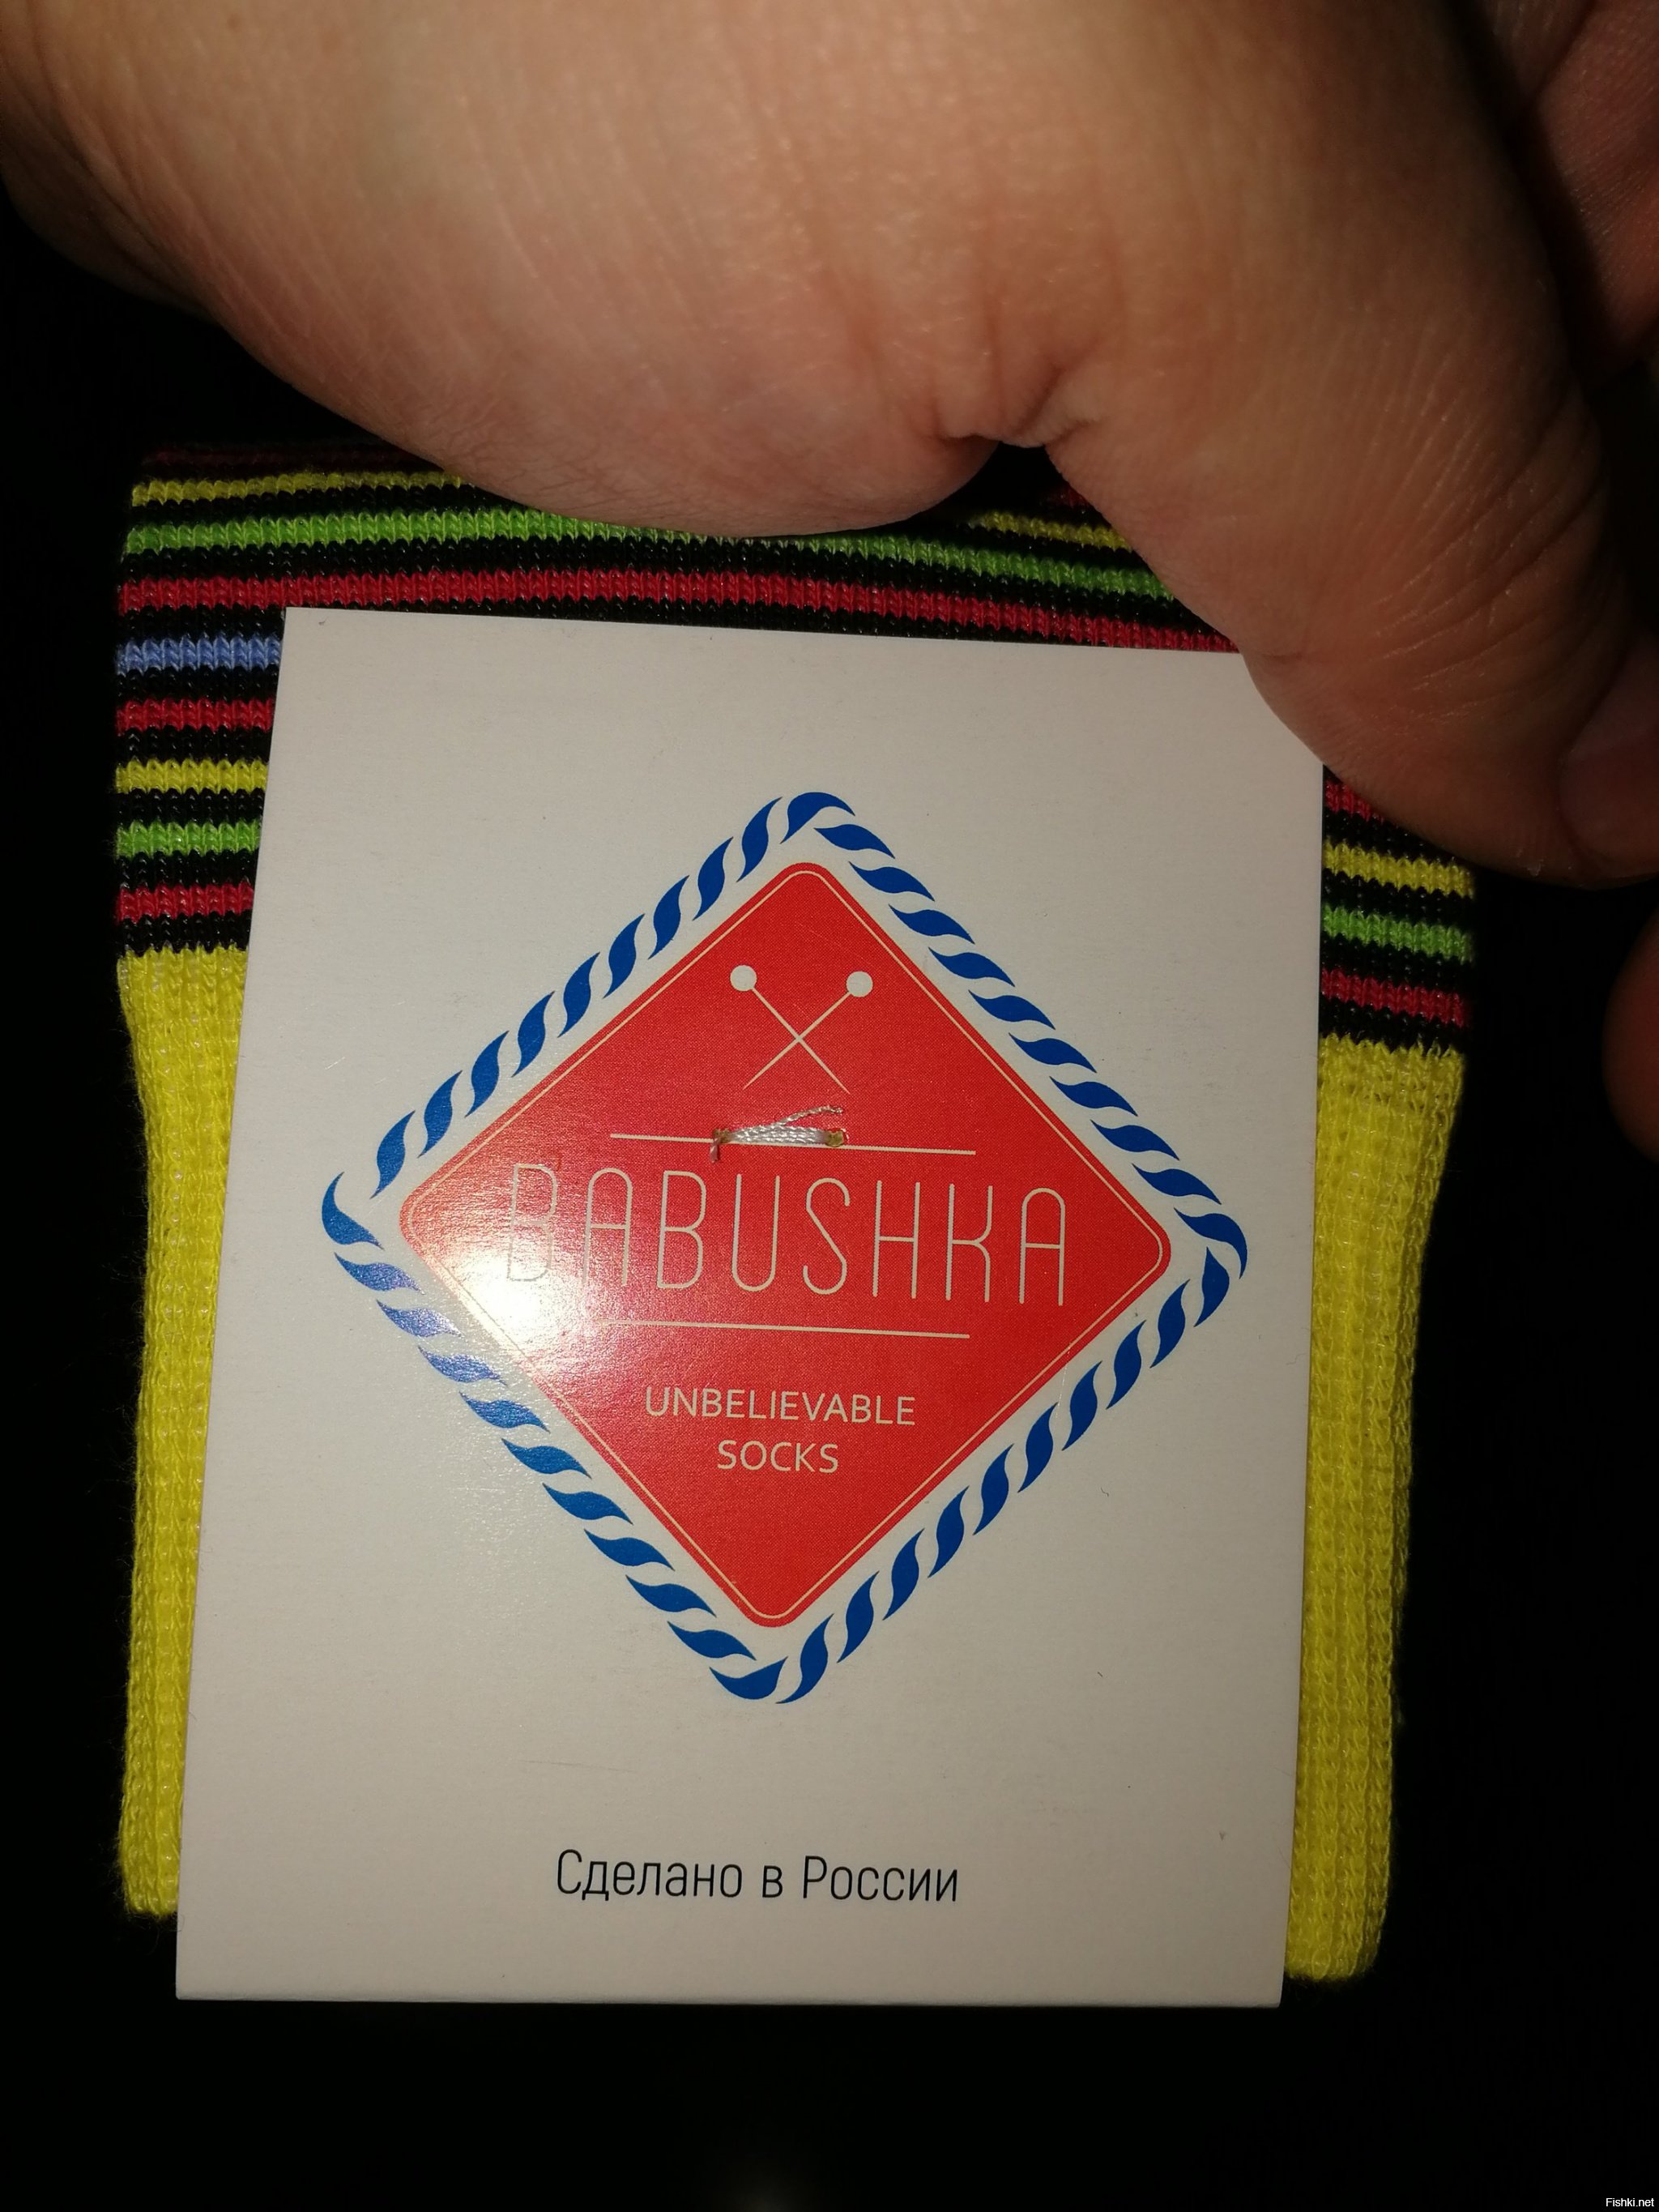 BABUSHKA
UNBELIEVABLE
SOCKS
Сделано в России
Fishki.net